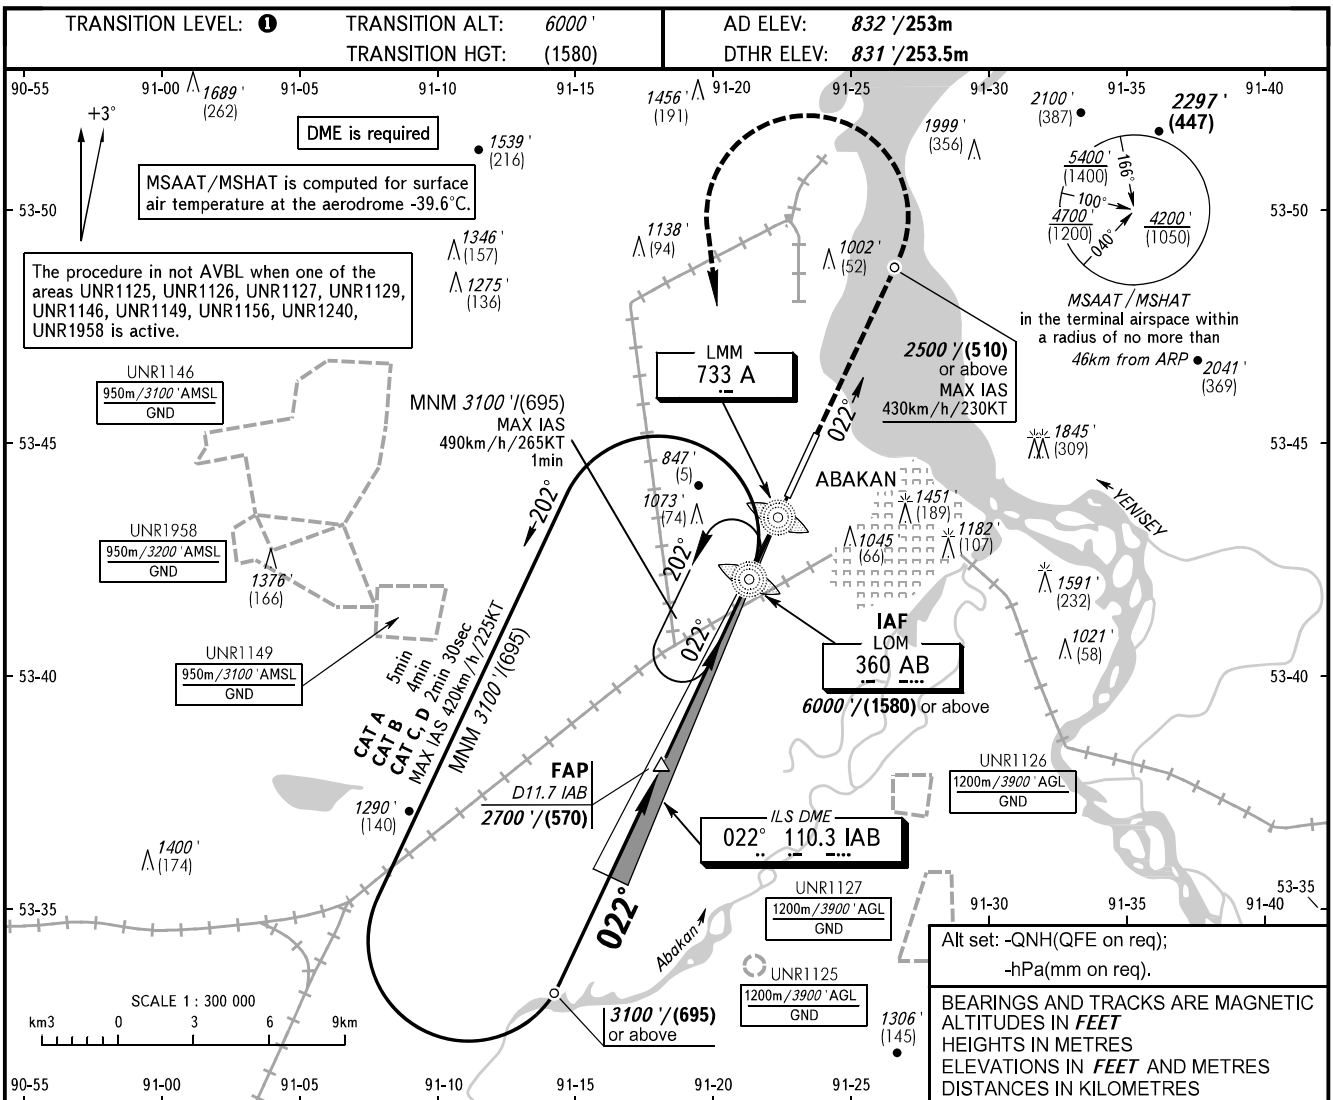 TRANSITION LEVEL: ❶
TRANSITION ALT: 6000 '
TRANSITION HGT: (1580)
AD ELEV: 832 '/253m
DTHR ELEV: 831 '/253.5m
90-55 91-00 91-05 91-10 91-15 91-20 91-25 91-30 91-35 91-40
+3°
1689 '
(262)
DME is required
1539 '
(216)
1456 '
(191)
1999 '
(356)
2100 '
(387)
2297 '
(447)
MSAAT/MSHAT is computed for surface
air temperature at the aerodrome -39.6°C.
5400 '
(1400)
166°
100°
4700 '
(1200)
040°
4200 '
(1050)
53-50
53-50
1346 '
(157)
1275 '
(136)
1138 '
(94)
1002 '
(52)
The procedure in not AVBL when one of the
areas UNR1125, UNR1126, UNR1127, UNR1129,
UNR1146, UNR1149, UNR1156, UNR1240,
UNR1958 is active.
MSAAT/MSHAT
in the terminal airspace within
a radius of no more than
46km from ARP
2041 '
(369)
UNR1146
950m/3100 'AMSL
GND
LMM
733 A
2500 '/(510)
or above
MAX IAS
430km/h/230KT
022°
MNM 3100 '/(695)
MAX IAS
490km/h/265KT
1min
53-45
53-45
847 '
(5)
1073 '
(74)
1845 '
(309)
202°
ABAKAN
1451 '
(189)
YENISEY
UNR1958
950m/3200 'AMSL
GND
1376 '
(166)
202°
1045 '
(66)
1182 '
(107)
1591 '
(232)
022°
IAF
LOM
360 AB
6000 '/(1580) or above
1021 '
(58)
UNR1149
950m/3100 'AMSL
GND
53-40
53-40
CAT A 5min
CAT B 4min
CAT C, D 2min 30sec
MAX IAS 420km/h/225KT
MNM 3100 '/(695)
FAP
D11.7 IAB
2700 '/(570)
UNR1126
1200m/3900 'AGL
GND
1290 '
(140)
ILS DME
022° 110.3 IAB
1400 '
(174)
UNR1127
1200m/3900 'AGL
GND
53-35
53-35
91-30 91-35 91-40
022°
Abakan
Alt set: -QNH(QFE on req);
-hPa(mm on req).
UNR1125
1200m/3900 'AGL
GND
SCALE 1 : 300 000
km3 0 3 6 9km
3100 '/(695)
or above
1306 '
(145)
BEARINGS AND TRACKS ARE MAGNETIC
ALTITUDES IN FEET
HEIGHTS IN METRES
ELEVATIONS IN FEET AND METRES
DISTANCES IN KILOMETRES
90-55 91-00 91-05 91-10 91-15 91-20 91-25